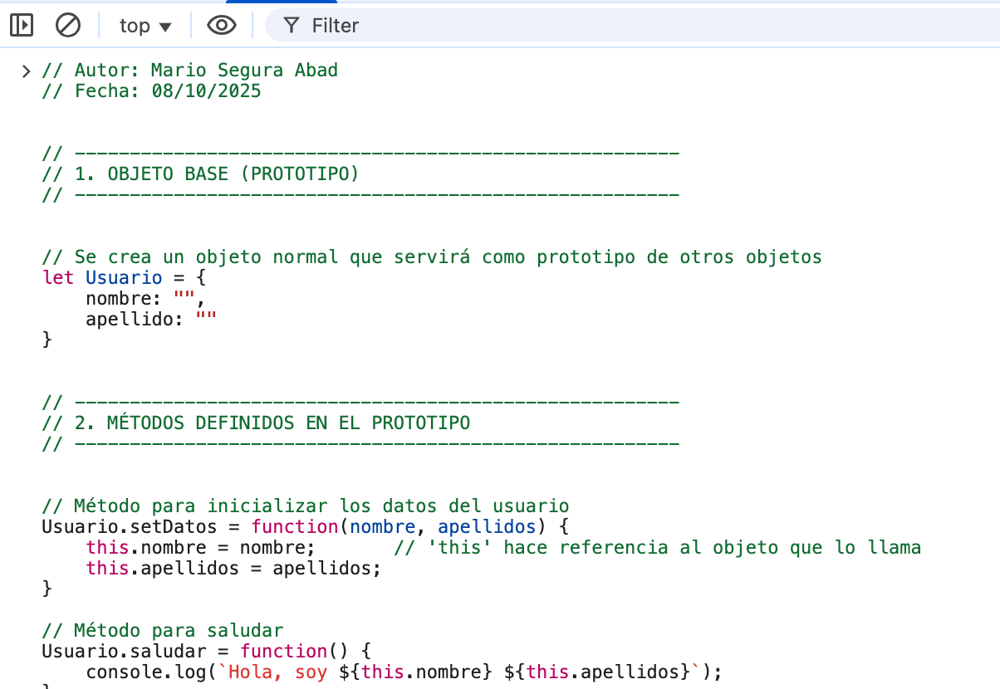 top
Filter
// Autor: Mario Segura Abad
// Fecha: 08/10/2025
// -------------------------------------------------------
// 1. OBJETO BASE (PROTOTIPO)
// -------------------------------------------------------
// Se crea un objeto normal que servirá como prototipo de otros objetos
let Usuario = {
    nombre: "",
    apellido: ""
}
// -------------------------------------------------------
// 2. MÉTODOS DEFINIDOS EN EL PROTOTIPO
// -------------------------------------------------------
// Método para inicializar los datos del usuario
Usuario.setDatos = function(nombre, apellidos) {
    this.nombre = nombre;       // 'this' hace referencia al objeto que lo llama
    this.apellidos = apellidos;
}
// Método para saludar
Usuario.saludar = function() {
    console.log(`Hola, soy ${this.nombre} ${this.apellidos}`);
}